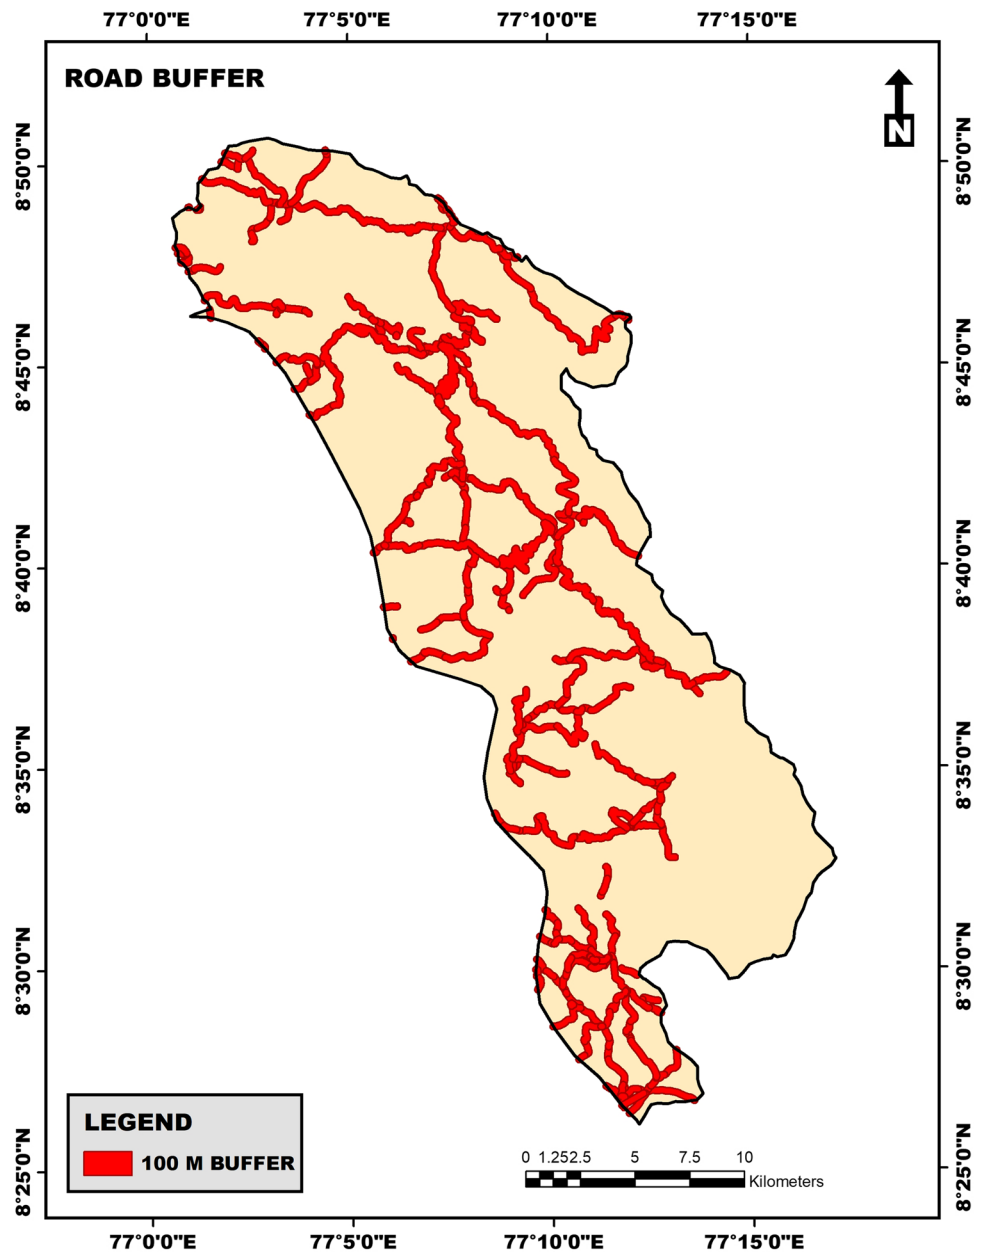 77°0'0"E 77°5'0"E 77°10'0"E 77°15'0"E
ROAD BUFFER
N
8°50'0"N 8°50'0"N
8°45'0"N 8°45'0"N
8°40'0"N 8°40'0"N
8°35'0"N 8°35'0"N
8°30'0"N 8°30'0"N
8°25'0"N 8°25'0"N
LEGEND
100 M BUFFER
0 1.252.5 5 7.5 10
Kilometers
77°0'0"E 77°5'0"E 77°10'0"E 77°15'0"E